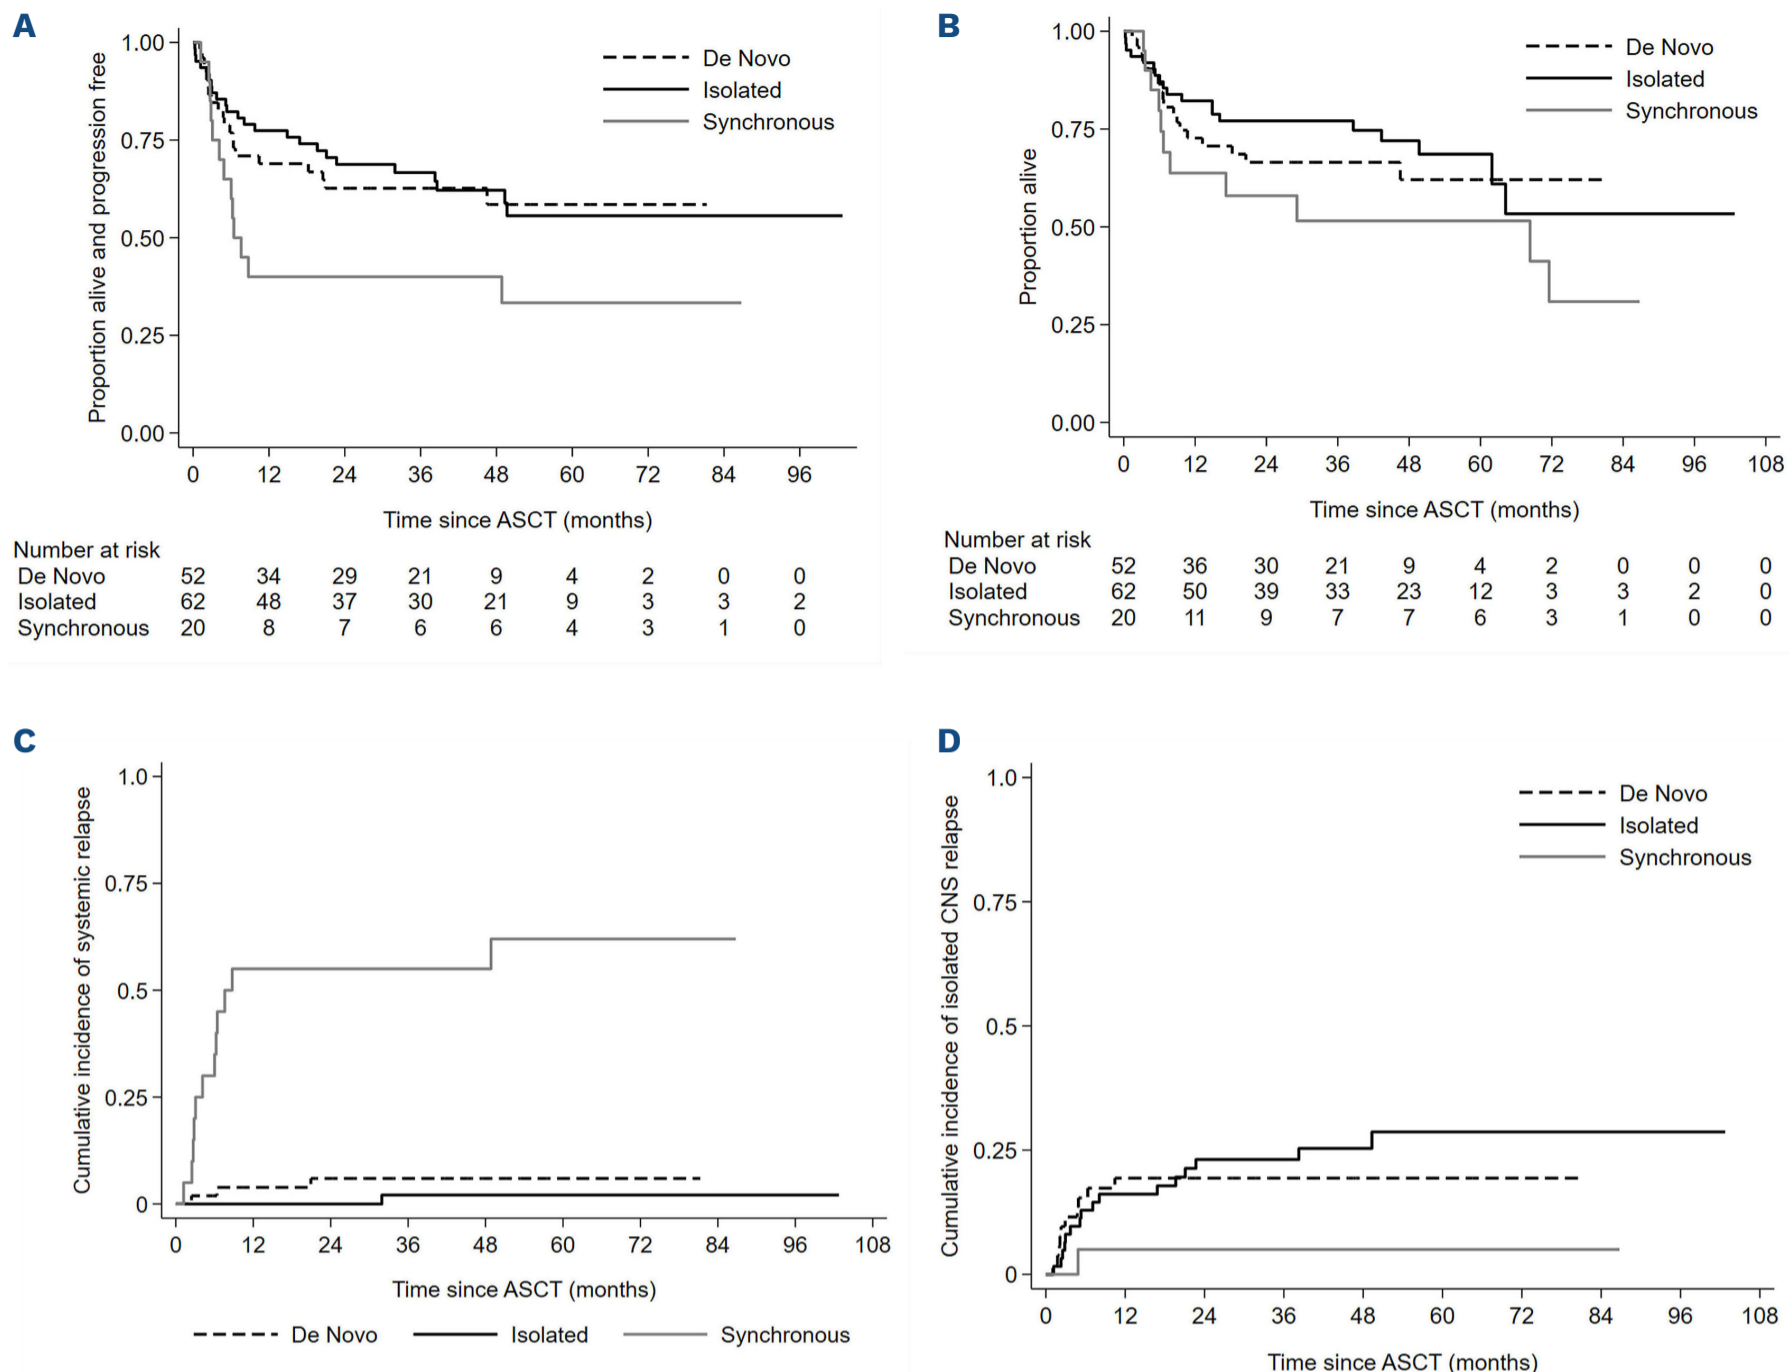 A
Proportion alive and progression free
1.00
0.75
0.50
0.25
0.00
De Novo
Isolated
Synchronous
0 12 24 36 48 60 72 84 96
Time since ASCT (months)
Number at risk
De Novo 52 34 29 21 9 4 2 0 0
Isolated 62 48 37 30 21 9 3 3 2
Synchronous 20 8 7 6 6 4 3 1 0
B
Proportion alive
1.00
0.75
0.50
0.25
0.00
De Novo
Isolated
Synchronous
0 12 24 36 48 60 72 84 96 108
Time since ASCT (months)
Number at risk
De Novo 52 36 30 21 9 4 2 0 0 0
Isolated 62 50 39 33 23 12 3 3 2 0
Synchronous 20 11 9 7 7 6 3 1 0 0
C
Cumulative incidence of systemic relapse
1.0
0.75
0.5
0.25
0
0 12 24 36 48 60 72 84 96 108
Time since ASCT (months)
De Novo Isolated Synchronous
D
Cumulative incidence of isolated CNS relapse
1.0
0.75
0.5
0.25
0
De Novo
Isolated
Synchronous
0 12 24 36 48 60 72 84 96 108
Time since ASCT (months)